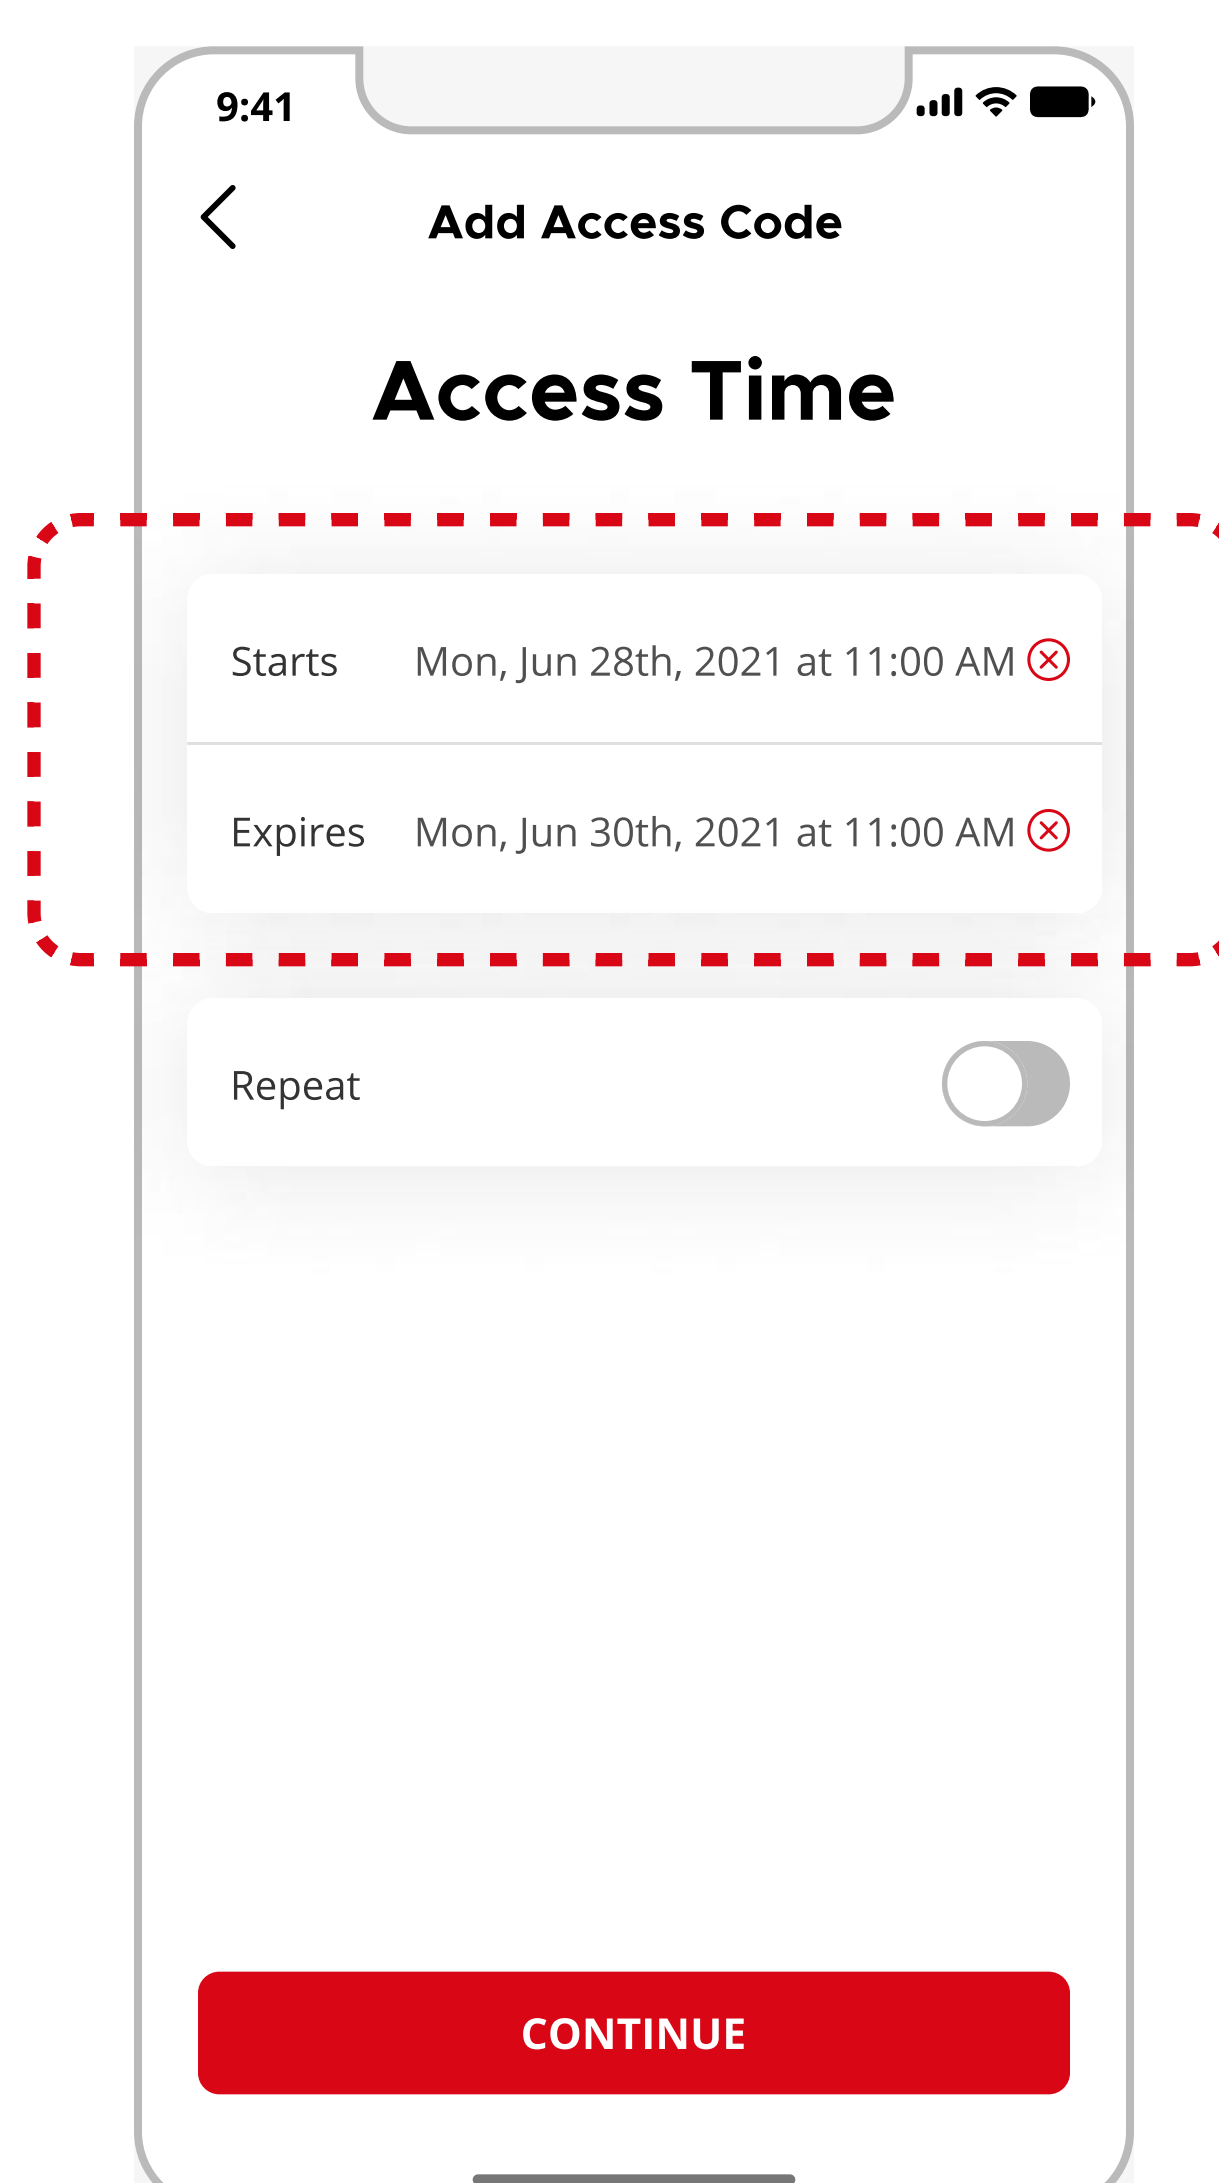 9:41
Add Access Code
Access Time
Starts Mon, Jun 28th, 2021 at 11:00 AM
Expires Mon, Jun 30th, 2021 at 11:00 AM
Repeat
CONTINUE